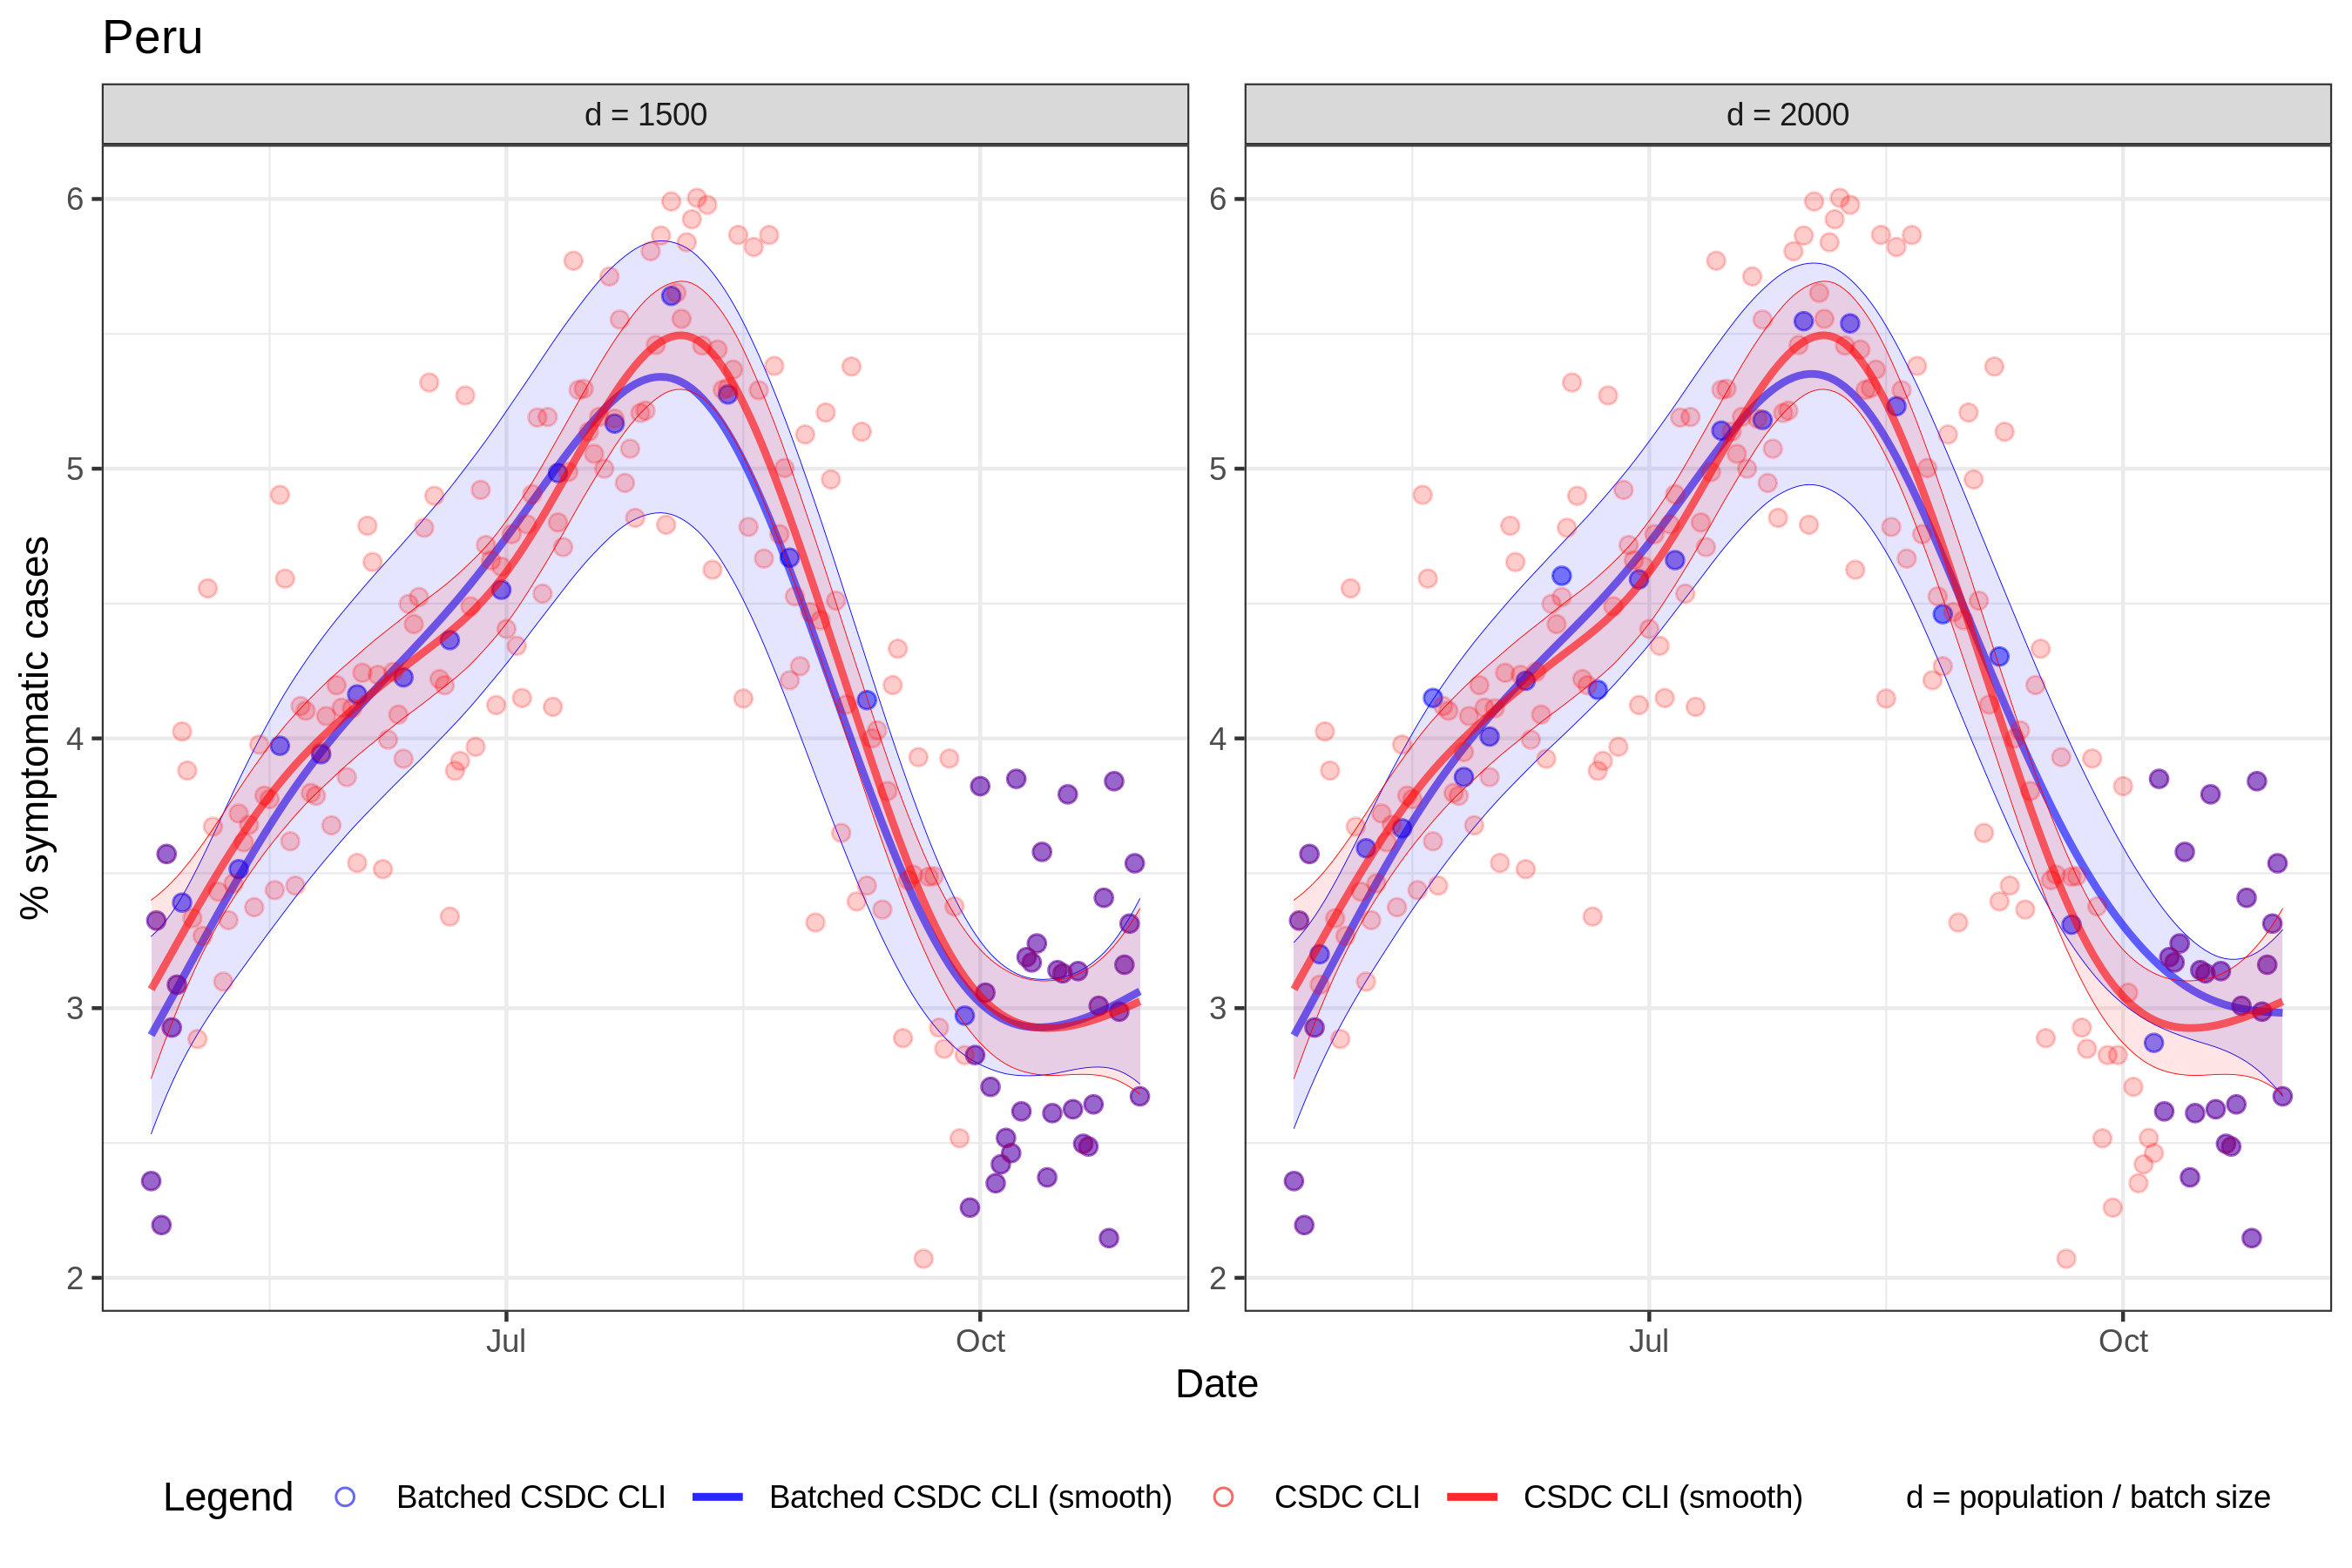 Peru
d = 1500
d = 2000
% symptomatic cases
6
5
4
3
2
6
5
4
3
2
Jul
Oct
Jul
Oct
Date
Legend
Batched CSDC CLI
Batched CSDC CLI (smooth)
CSDC CLI
CSDC CLI (smooth)
d = population / batch size